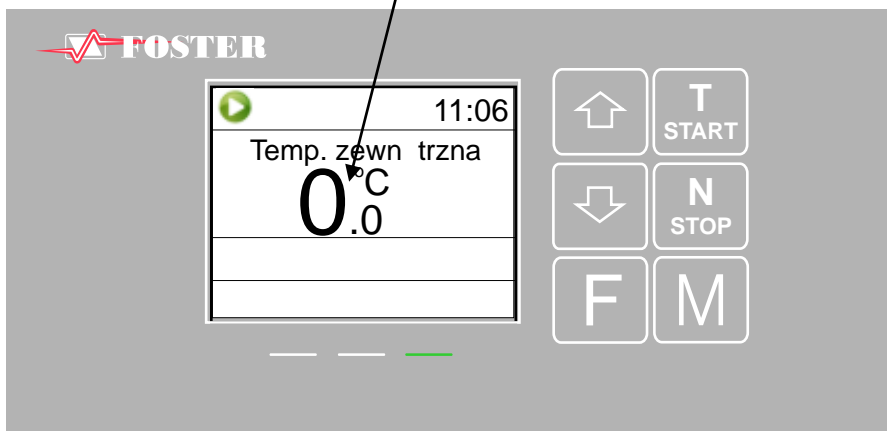 FOSTER
11:06
Temp. zewn trzna
0.0 °C
T
START
N
STOP
F
M